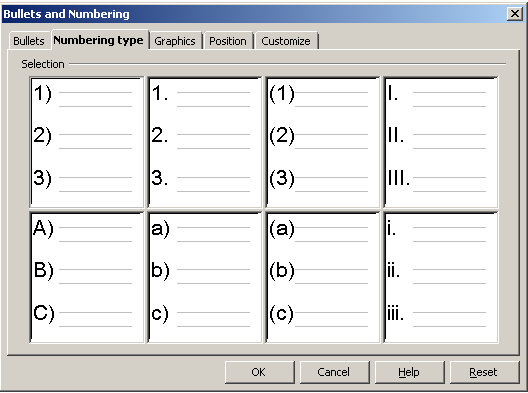 Bullets and Numbering
Bullets Numbering type Graphics Position Customize
Selection
1) 1. (1) I.
2) 2. (2) II.
3) 3. (3) III.
A) a) (a) i.
B) b) (b) ii.
C) c) (c) iii.
OK Cancel Help Reset